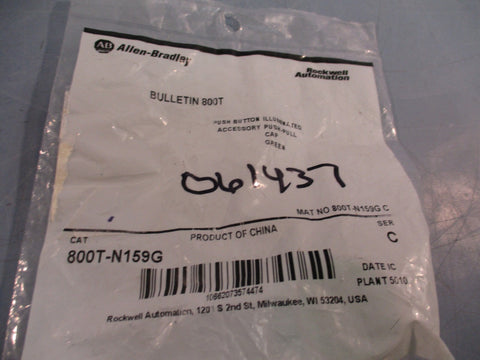 AB Allen-Bradley
Rockwell
Automation
BULLETIN 800T
PUSH BUTTON ILLUMINATED
ACCESSORY PUSH-PULL
CAP
GREEN
061437
MAT NO 800T-N159G C
PRODUCT OF CHINA
SER
CAT
C
800T-N159G
DATE IC
PLANT 5010
10662073574474
Rockwell Automation, 1201 S 2nd St, Milwaukee, WI 53204, USA